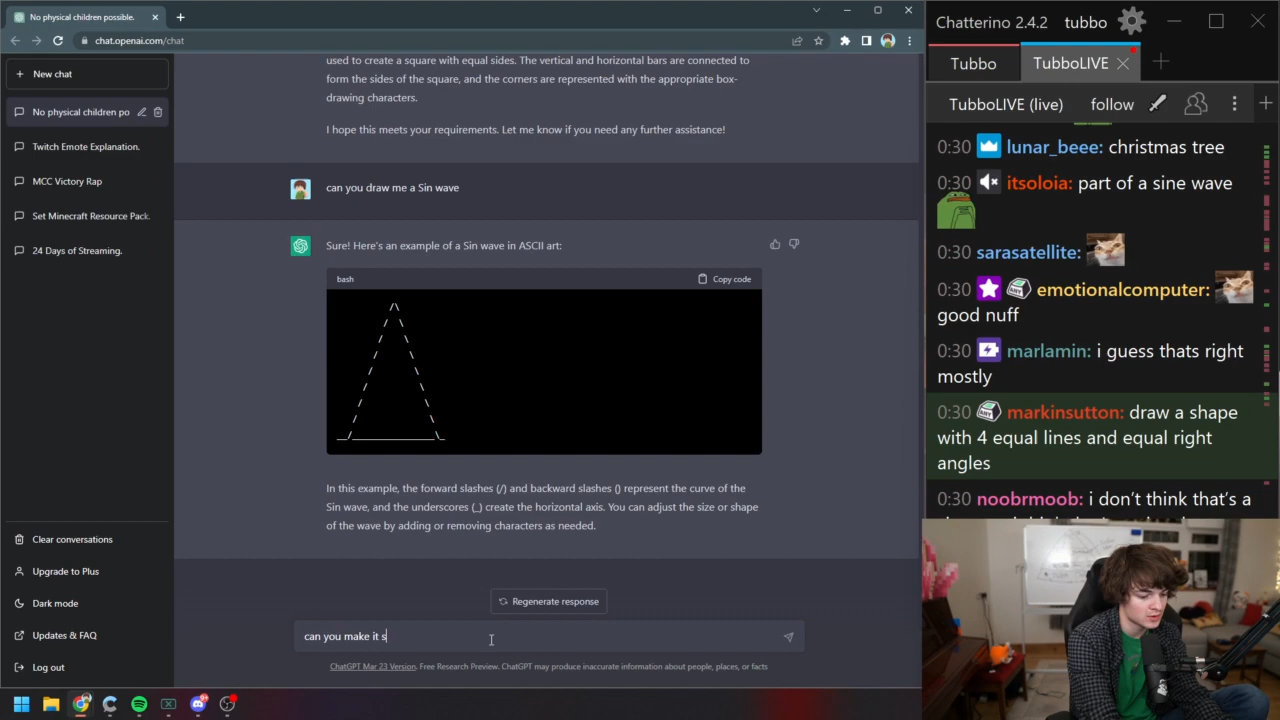 No physical children possible.
chat.openai.com/chat
New chat
No physical children po
Twitch Emote Explanation.
MCC Victory Rap
Set Minecraft Resource Pack.
24 Days of Streaming.
Clear conversations
Upgrade to Plus
Dark mode
Updates & FAQ
Log out
used to create a square with equal sides. The vertical and horizontal bars are connected to
form the sides of the square, and the corners are represented with the appropriate box-
drawing characters.
I hope this meets your requirements. Let me know if you need any further assistance!
can you draw me a Sin wave
Sure! Here's an example of a Sin wave in ASCII art:
bash
Copy code
In this example, the forward slashes (/) and backward slashes () represent the curve of the
Sin wave, and the underscores (_) create the horizontal axis. You can adjust the size or shape
of the wave by adding or removing characters as needed.
Regenerate response
can you make it s
ChatGPT Mar 23 Version. Free Research Preview. ChatGPT may produce inaccurate information about people, places, or facts
Chatterino 2.4.2 tubbo
Tubbo TubboLIVE
TubboLIVE (live) follow
0:30 lunar_beee: christmas tree
0:30 itsoloia: part of a sine wave
0:30 sarasatellite:
0:30 emotionalcomputer:
good nuff
0:30 marlamin: i guess thats right
mostly
0:30 markinsutton: draw a shape
with 4 equal lines and equal right
angles
0:30 noobrmoob: i don't think that's a